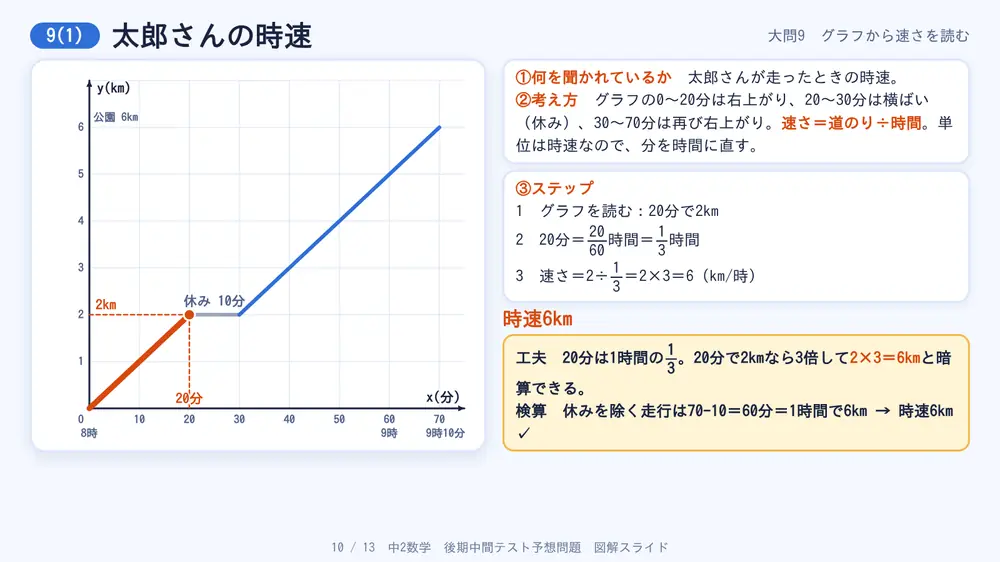 9(1) 太郎さんの時速
大問9 グラフから速さを読む
y(km)
公園 6km
6
5
4
3
2
1
2km
休み 10分
20分
x(分)
0 10 20 30 40 50 60 70
8時 9時 9時10分
①何を聞かれているか 太郎さんが走ったときの時速。
②考え方 グラフの0〜20分は右上がり、20〜30分は横ばい
(休み)、30〜70分は再び右上がり。速さ=道のり÷時間。単
位は時速なので、分を時間に直す。
③ステップ
1 グラフを読む:20分で2km
2 20分=20/60時間=1/3時間
3 速さ=2÷1/3=2×3=6(km/時)
時速6km
工夫 20分は1時間の1/3。20分で2kmなら3倍して2×3=6kmと暗
算できる。
検算 休みを除く走行は70-10=60分=1時間で6km → 時速6km
✓
10 / 13 中2数学 後期中間テスト予想問題 図解スライド